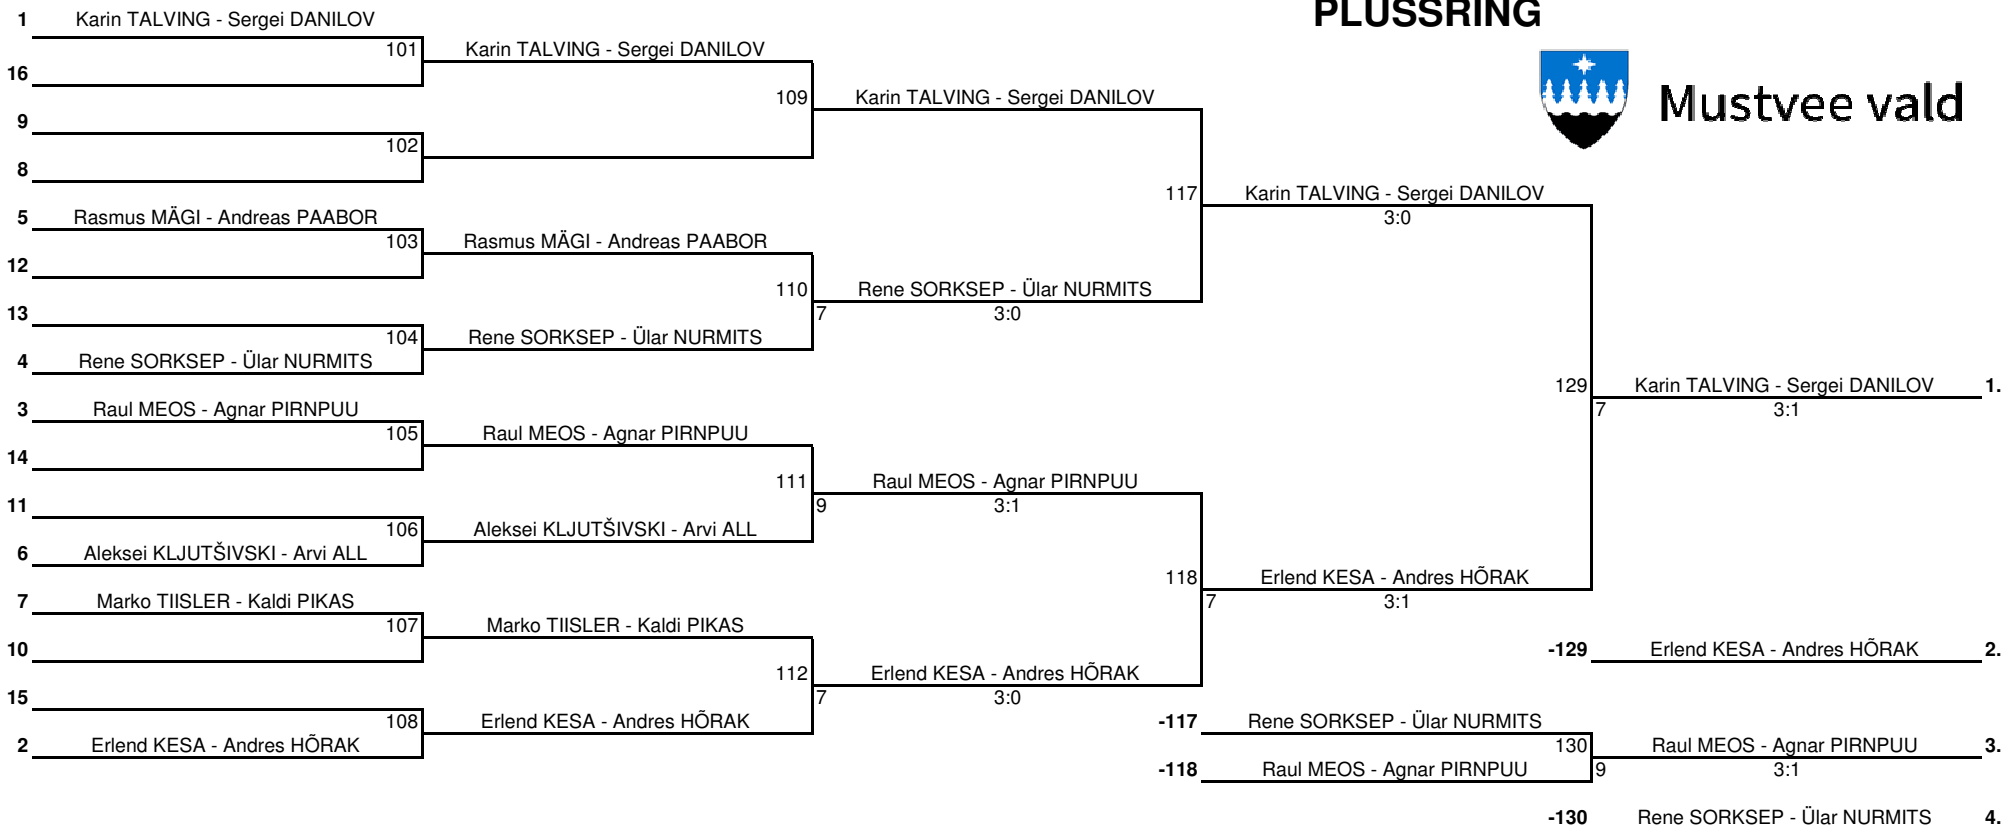 PLUSSRING
Mustvee vald
1 Karin TALVING - Sergei DANILOV
101 Karin TALVING - Sergei DANILOV
16
109 Karin TALVING - Sergei DANILOV
9
102
8
117 Karin TALVING - Sergei DANILOV
3:0
5 Rasmus MÄGI - Andreas PAABOR
103 Rasmus MÄGI - Andreas PAABOR
12
110 Rene SORKSEP - Ülar NURMITS
7 3:0
13
104 Rene SORKSEP - Ülar NURMITS
4 Rene SORKSEP - Ülar NURMITS
129 Karin TALVING - Sergei DANILOV 1.
7 3:1
3 Raul MEOS - Agnar PIRNPUU
105 Raul MEOS - Agnar PIRNPUU
14
111 Raul MEOS - Agnar PIRNPUU
9 3:1
11
106 Aleksei KLJUTŠIVSKI - Arvi ALL
6 Aleksei KLJUTŠIVSKI - Arvi ALL
118 Erlend KESA - Andres HÕRAK
7 3:1
7 Marko TIISLER - Kaldi PIKAS
107 Marko TIISLER - Kaldi PIKAS
10
-129 Erlend KESA - Andres HÕRAK 2.
112 Erlend KESA - Andres HÕRAK
7 3:0
15
108 Erlend KESA - Andres HÕRAK
2 Erlend KESA - Andres HÕRAK
-117 Rene SORKSEP - Ülar NURMITS
130 Raul MEOS - Agnar PIRNPUU 3.
-118 Raul MEOS - Agnar PIRNPUU
9 3:1
-130 Rene SORKSEP - Ülar NURMITS 4.